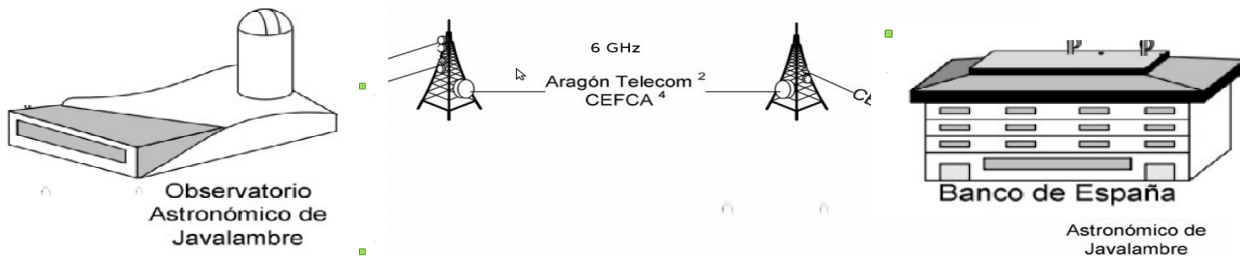 Observatorio
Astronómico de
Javalambre
6 GHz
Aragón Telecom ²
CEFCA ⁴
Banco de España
Astronómico de
Javalambre